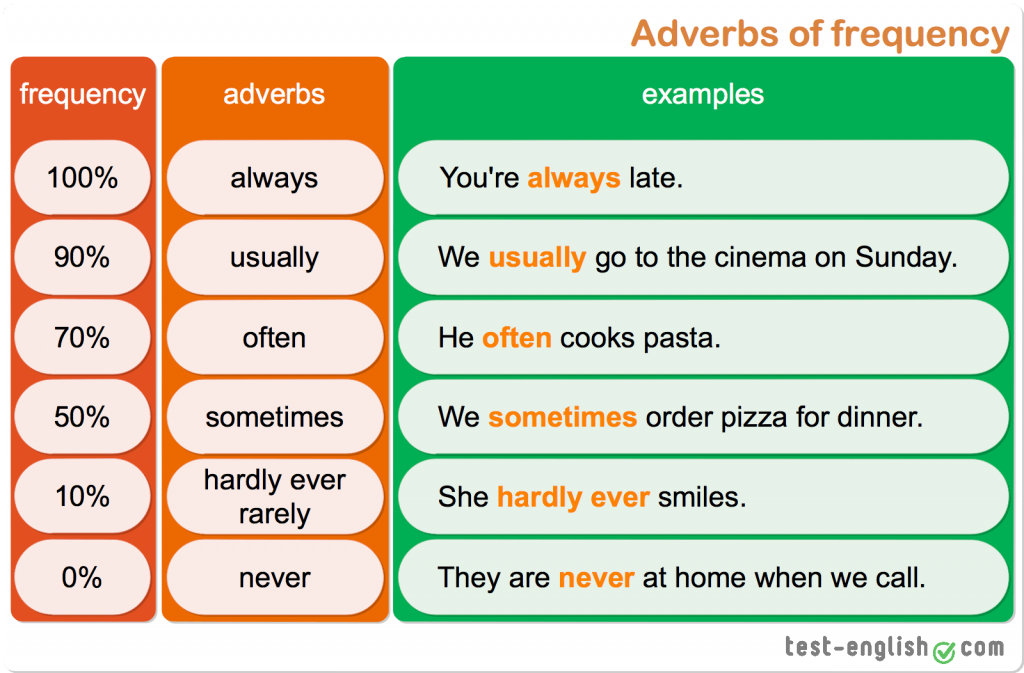 Adverbs of frequency
frequency adverbs examples
100% always You're always late.
90% usually We usually go to the cinema on Sunday.
70% often He often cooks pasta.
50% sometimes We sometimes order pizza for dinner.
10% hardly ever
rarely She hardly ever smiles.
0% never They are never at home when we call.
test-english com